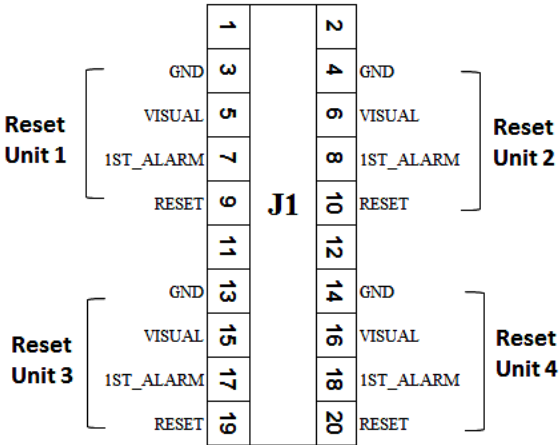 1 2
GND 3 4 GND
VISUAL 5 6 VISUAL
Reset Unit 1
Reset Unit 2
1ST_ALARM 7 8 1ST_ALARM
RESET 9 J1 10 RESET
11 12
GND 13 14 GND
VISUAL 15 16 VISUAL
Reset Unit 3
Reset Unit 4
1ST_ALARM 17 18 1ST_ALARM
RESET 19 20 RESET